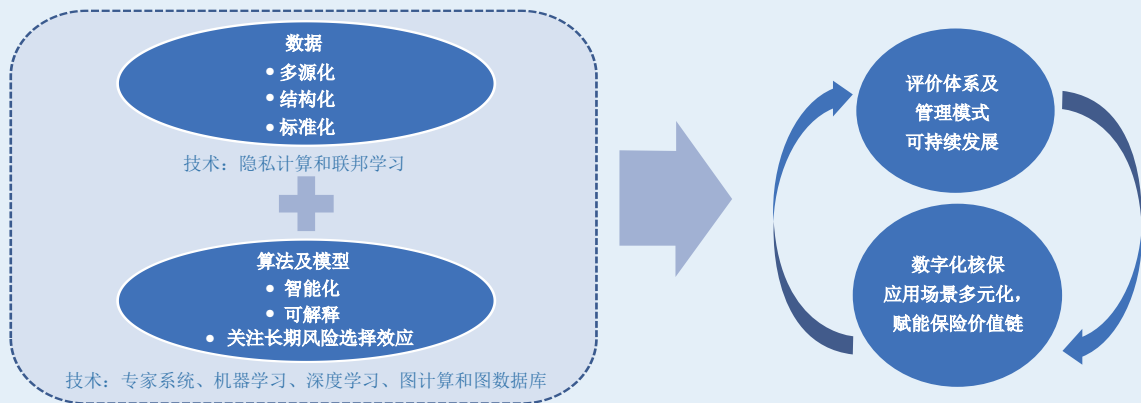 数据
• 多源化
• 结构化
• 标准化
技术：隐私计算和联邦学习
算法及模型
• 智能化
• 可解释
• 关注长期风险选择效应
技术：专家系统、机器学习、深度学习、图计算和图数据库
评价体系及
管理模式
可持续发展
数字化核保
应用场景多元化，
赋能保险价值链